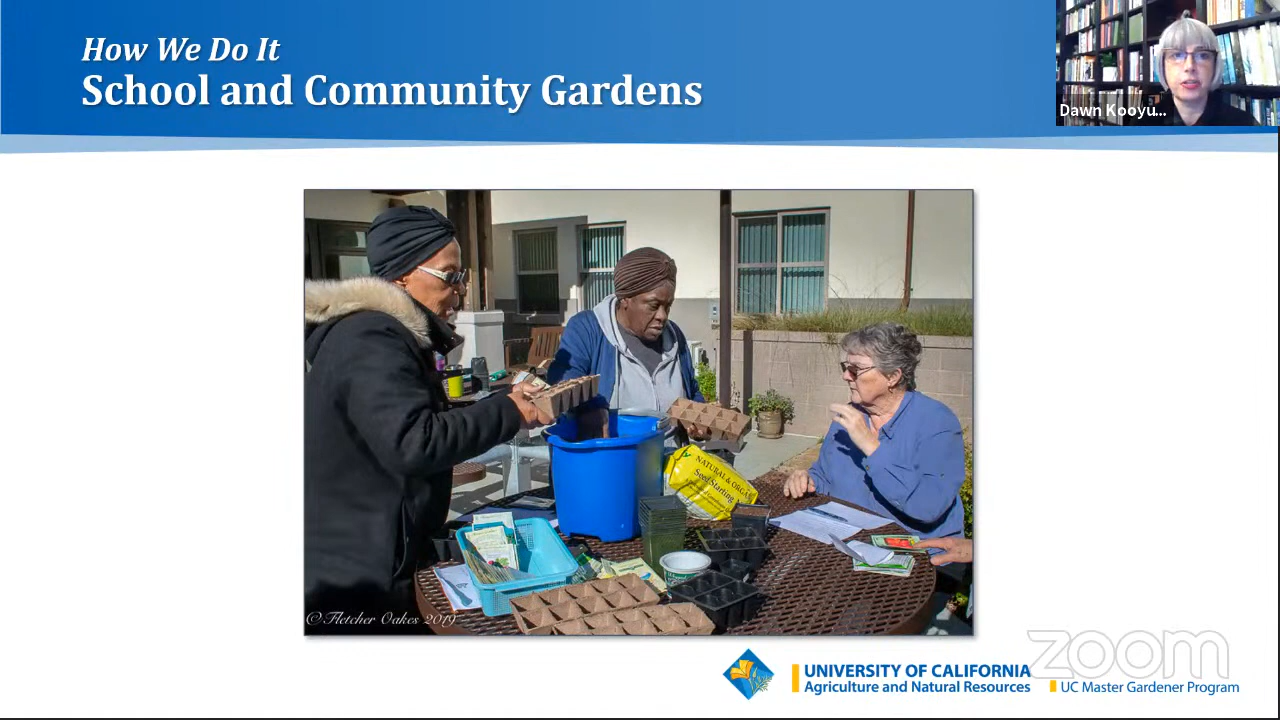 How We Do It
School and Community Gardens
Dawn Kooyu...
NATURAL & ORGANIC
Seed Starting
© Fletcher Oakes 2019
zoom
UNIVERSITY OF CALIFORNIA
Agriculture and Natural Resources
UC Master Gardener Program